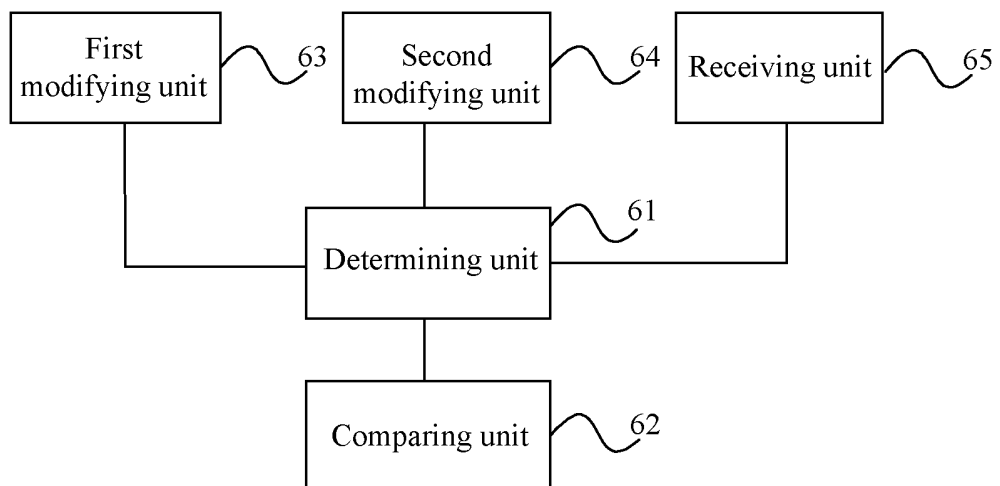 First
modifying unit
63
Second
modifying unit
64
Receiving unit
65
Determining unit
61
Comparing unit
62